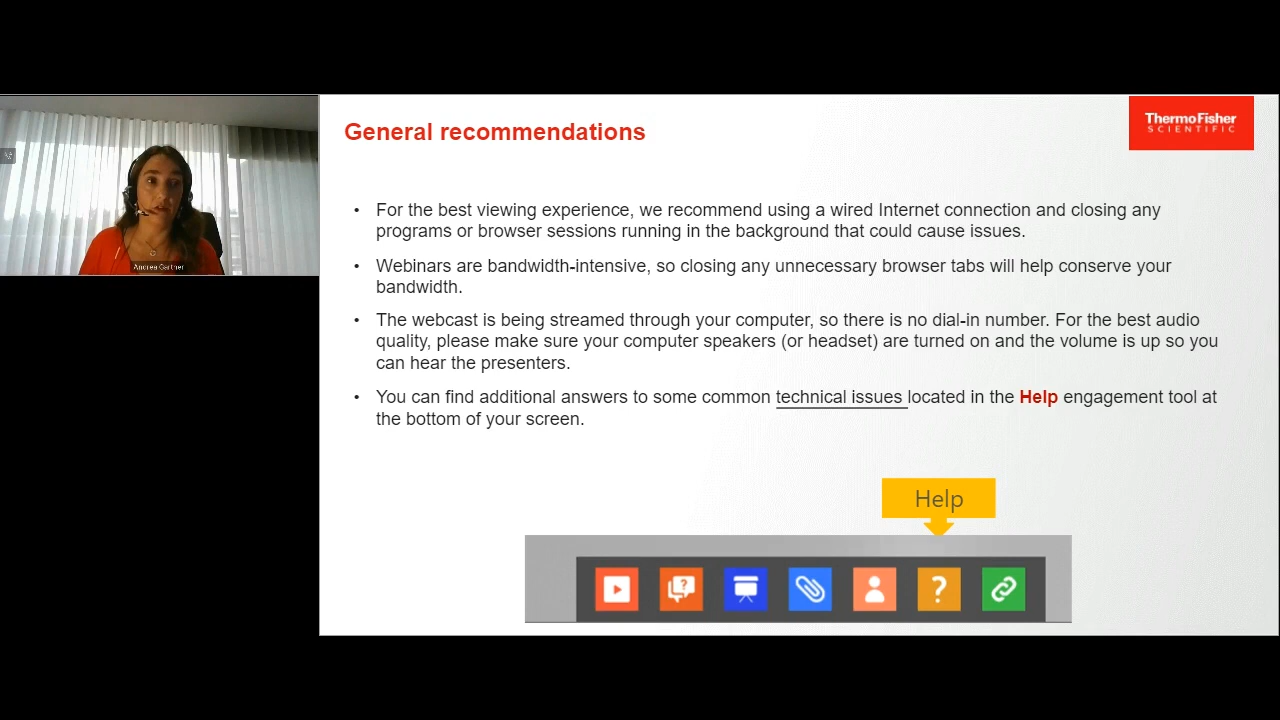 General recommendations
ThermoFisher
SCIENTIFIC
• For the best viewing experience, we recommend using a wired Internet connection and closing any
programs or browser sessions running in the background that could cause issues.
• Webinars are bandwidth-intensive, so closing any unnecessary browser tabs will help conserve your
bandwidth.
• The webcast is being streamed through your computer, so there is no dial-in number. For the best audio
quality, please make sure your computer speakers (or headset) are turned on and the volume is up so you
can hear the presenters.
• You can find additional answers to some common technical issues located in the Help engagement tool at
the bottom of your screen.
Andrea Gartner
Help
?
?